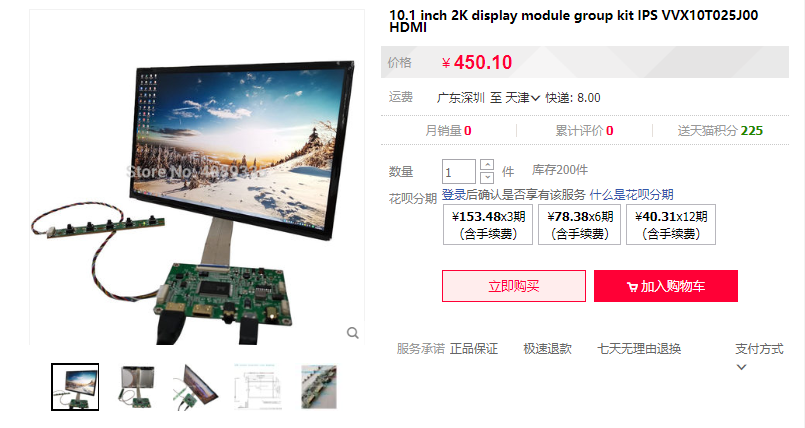 10.1 inch 2K display module group kit IPS VVX10T025J00
HDMI
价格 ¥ 450.10
运费 广东深圳 至 天津 快递: 8.00
月销量 0 累计评价 0 送天猫积分 225
数量 1 件 库存200件
花呗分期 登录后确认是否享有该服务 什么是花呗分期
¥153.48x3期 ¥78.38x6期 ¥40.31x12期
(含手续费) (含手续费) (含手续费)
立即购买 加入购物车
服务承诺 正品保证 极速退款 七天无理由退换 支付方式
Store No: